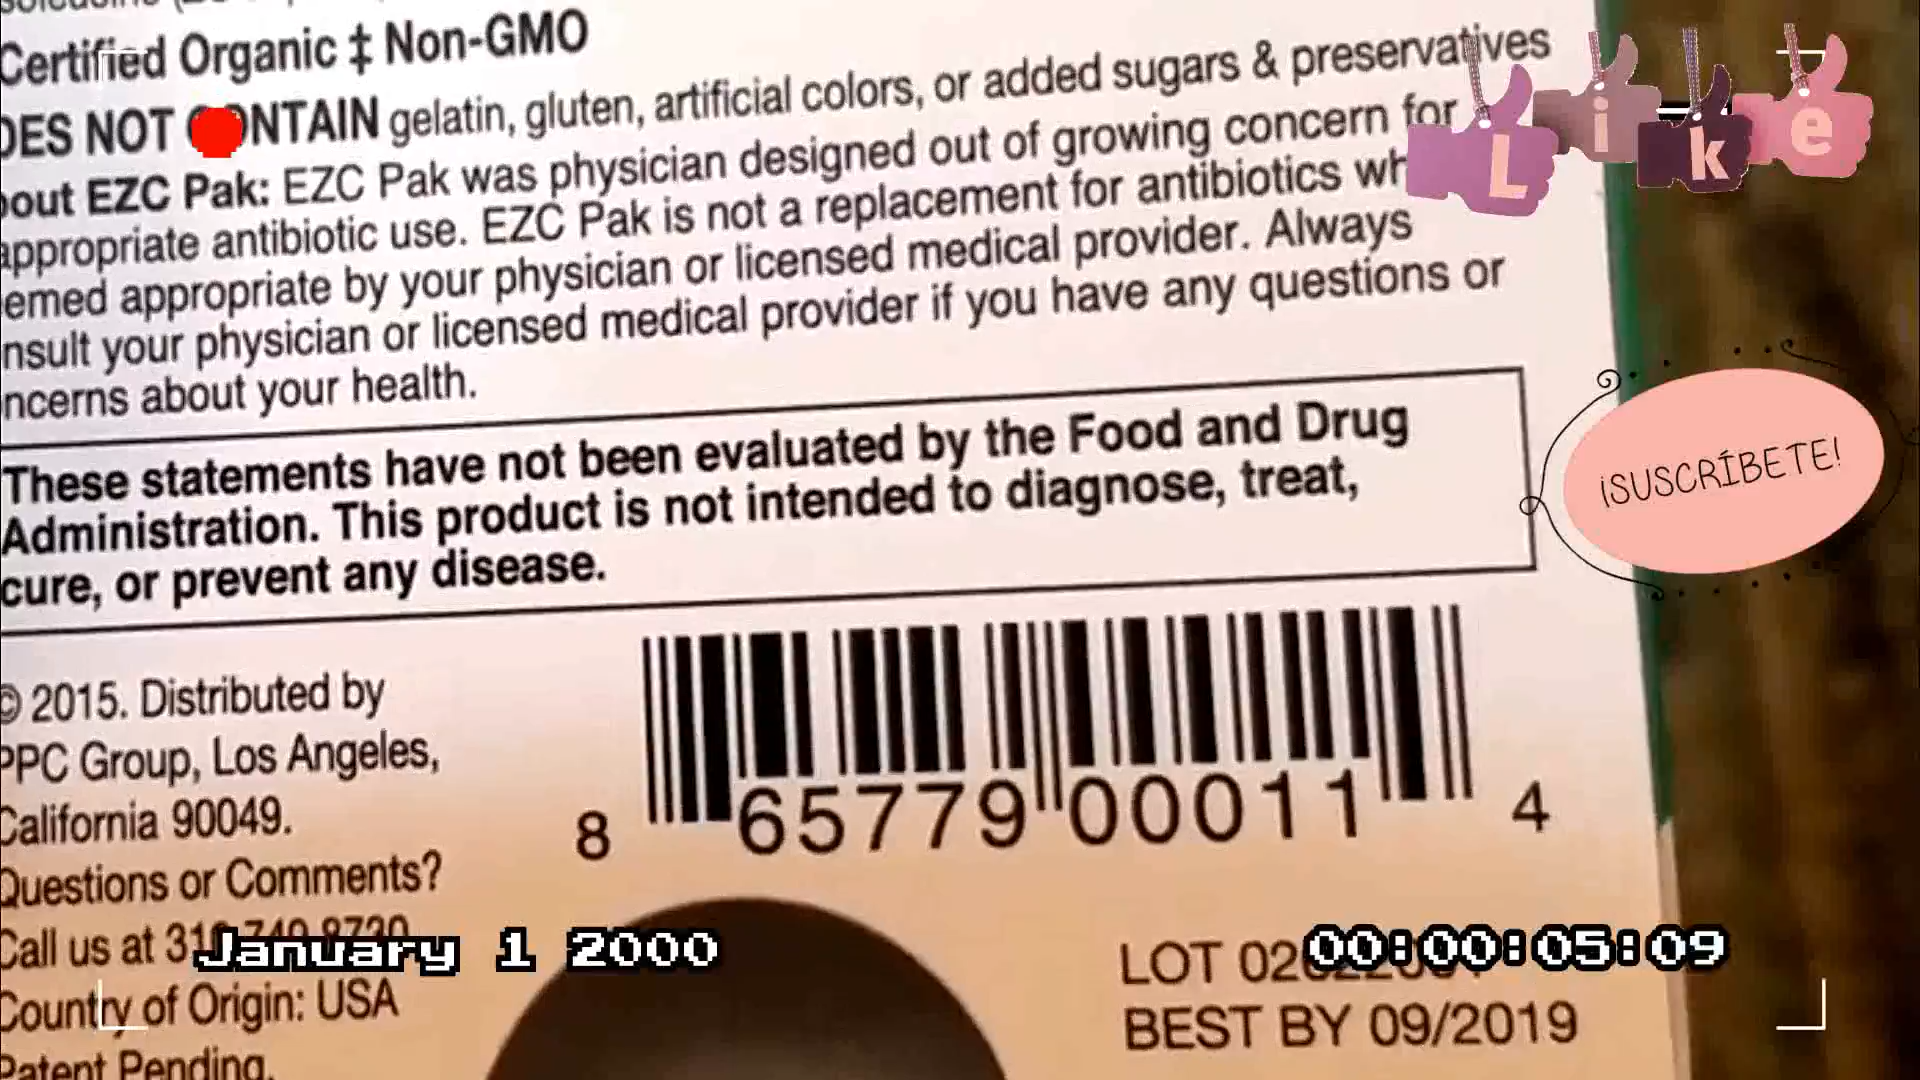 Certified Organic ‡ Non-GMO
DOES NOT CONTAIN gelatin, gluten, artificial colors, or added sugars & preservatives
bout EZC Pak: EZC Pak was physician designed out of growing concern for
appropriate antibiotic use. EZC Pak is not a replacement for antibiotics wh
emed appropriate by your physician or licensed medical provider. Always
nsult your physician or licensed medical provider if you have any questions or
ncerns about your health.
These statements have not been evaluated by the Food and Drug
Administration. This product is not intended to diagnose, treat,
cure, or prevent any disease.
© 2015. Distributed by
PPC Group, Los Angeles,
California 90049.
Questions or Comments?
Call us at
Country of Origin: USA
Patent Pending.
8 65779 00011 4
LOT
BEST BY 09/2019
Like
¡SUSCRÍBETE!
January 1 2000
00:00:05:09